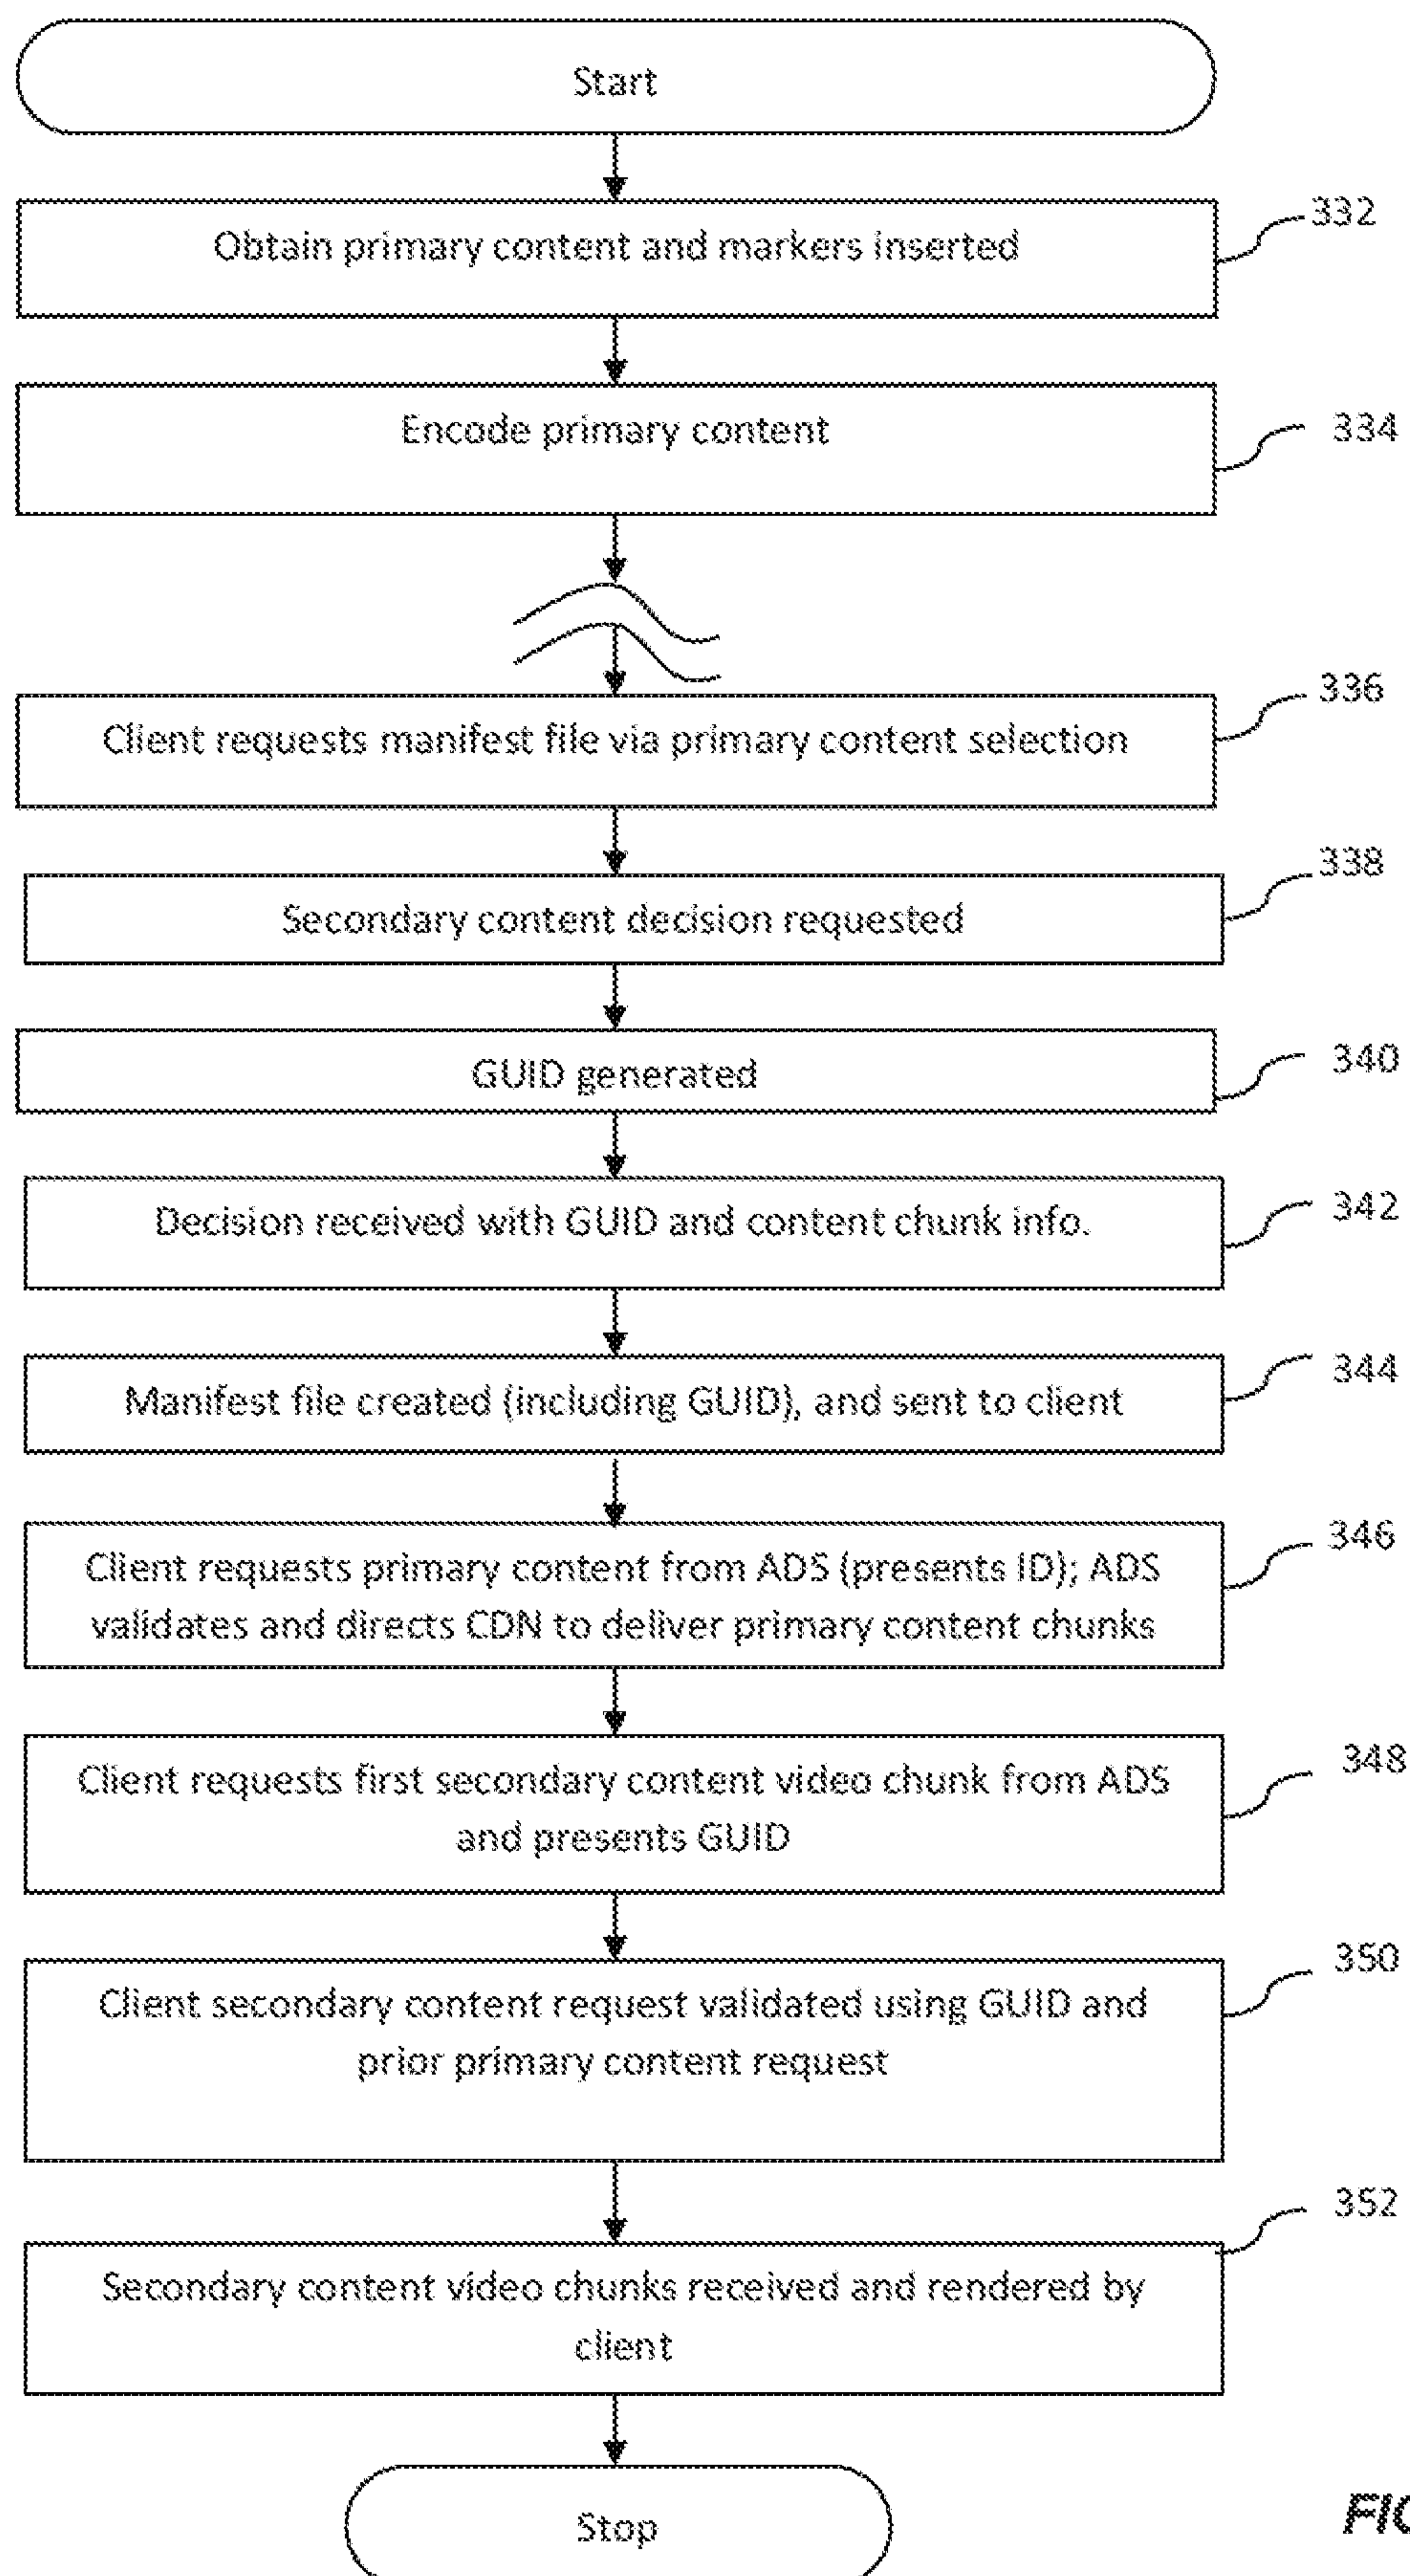 Start
Obtain primary content and markers inserted
332
Encode primary content
334
Client requests manifest file via primary content selection
336
Secondary content decision requested
338
GUID generated
340
Decision received with GUID and content chunk info.
342
Manifest file created (including GUID), and sent to client
344
Client requests primary content from ADS (presents ID); ADS
validates and directs CDN to deliver primary content chunks
346
Client requests first secondary content video chunk from ADS
and presents GUID
348
Client secondary content request validated using GUID and
prior primary content request
350
Secondary content video chunks received and rendered by
client
352
Stop